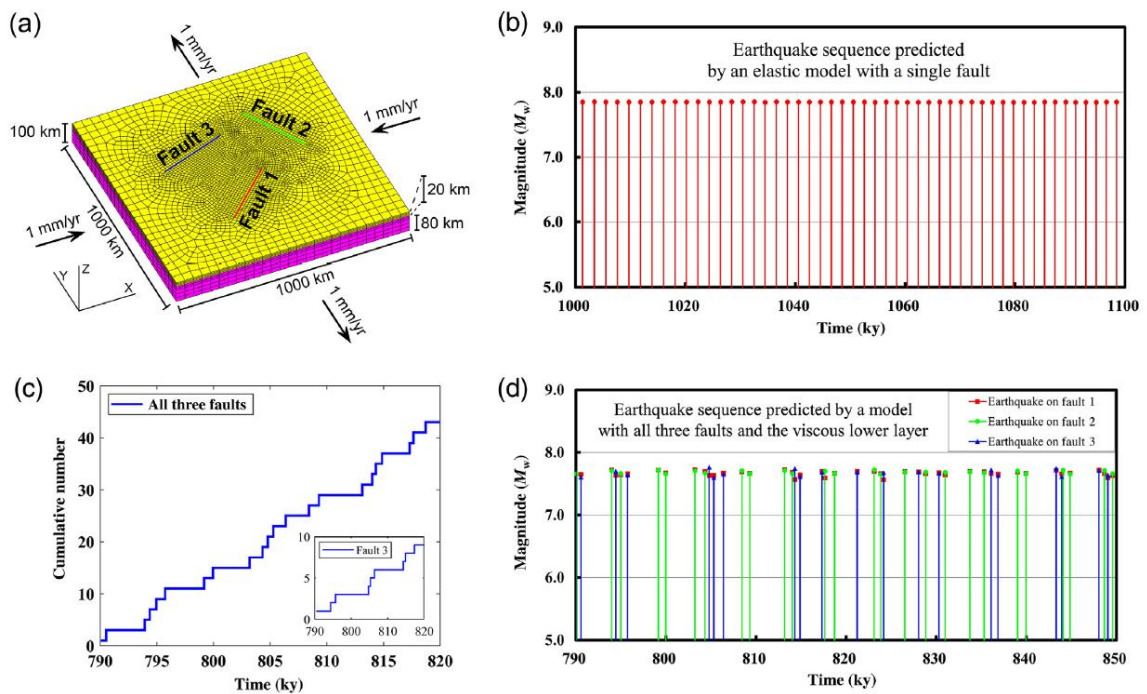 (a)
1 mm/yr
1 mm/yr
100 km
Fault 3
Fault 2
Fault 1
20 km
80 km
1 mm/yr
1000 km
1000 km
1 mm/yr
Y Z
X
(b)
9.0
8.0
7.0
6.0
5.0
Magnitude (Mw)
Earthquake sequence predicted
by an elastic model with a single fault
1000 1020 1040 1060 1080 1100
Time (ky)
(c)
50
40
30
20
10
0
Cumulative number
All three faults
10
5
0
Fault 3
790 800 810 820
790 795 800 805 810 815 820
Time (ky)
(d)
9.0
8.0
7.0
6.0
5.0
Magnitude (Mw)
Earthquake sequence predicted by a model
with all three faults and the viscous lower layer
Earthquake on fault 1
Earthquake on fault 2
Earthquake on fault 3
790 800 810 820 830 840 850
Time (ky)